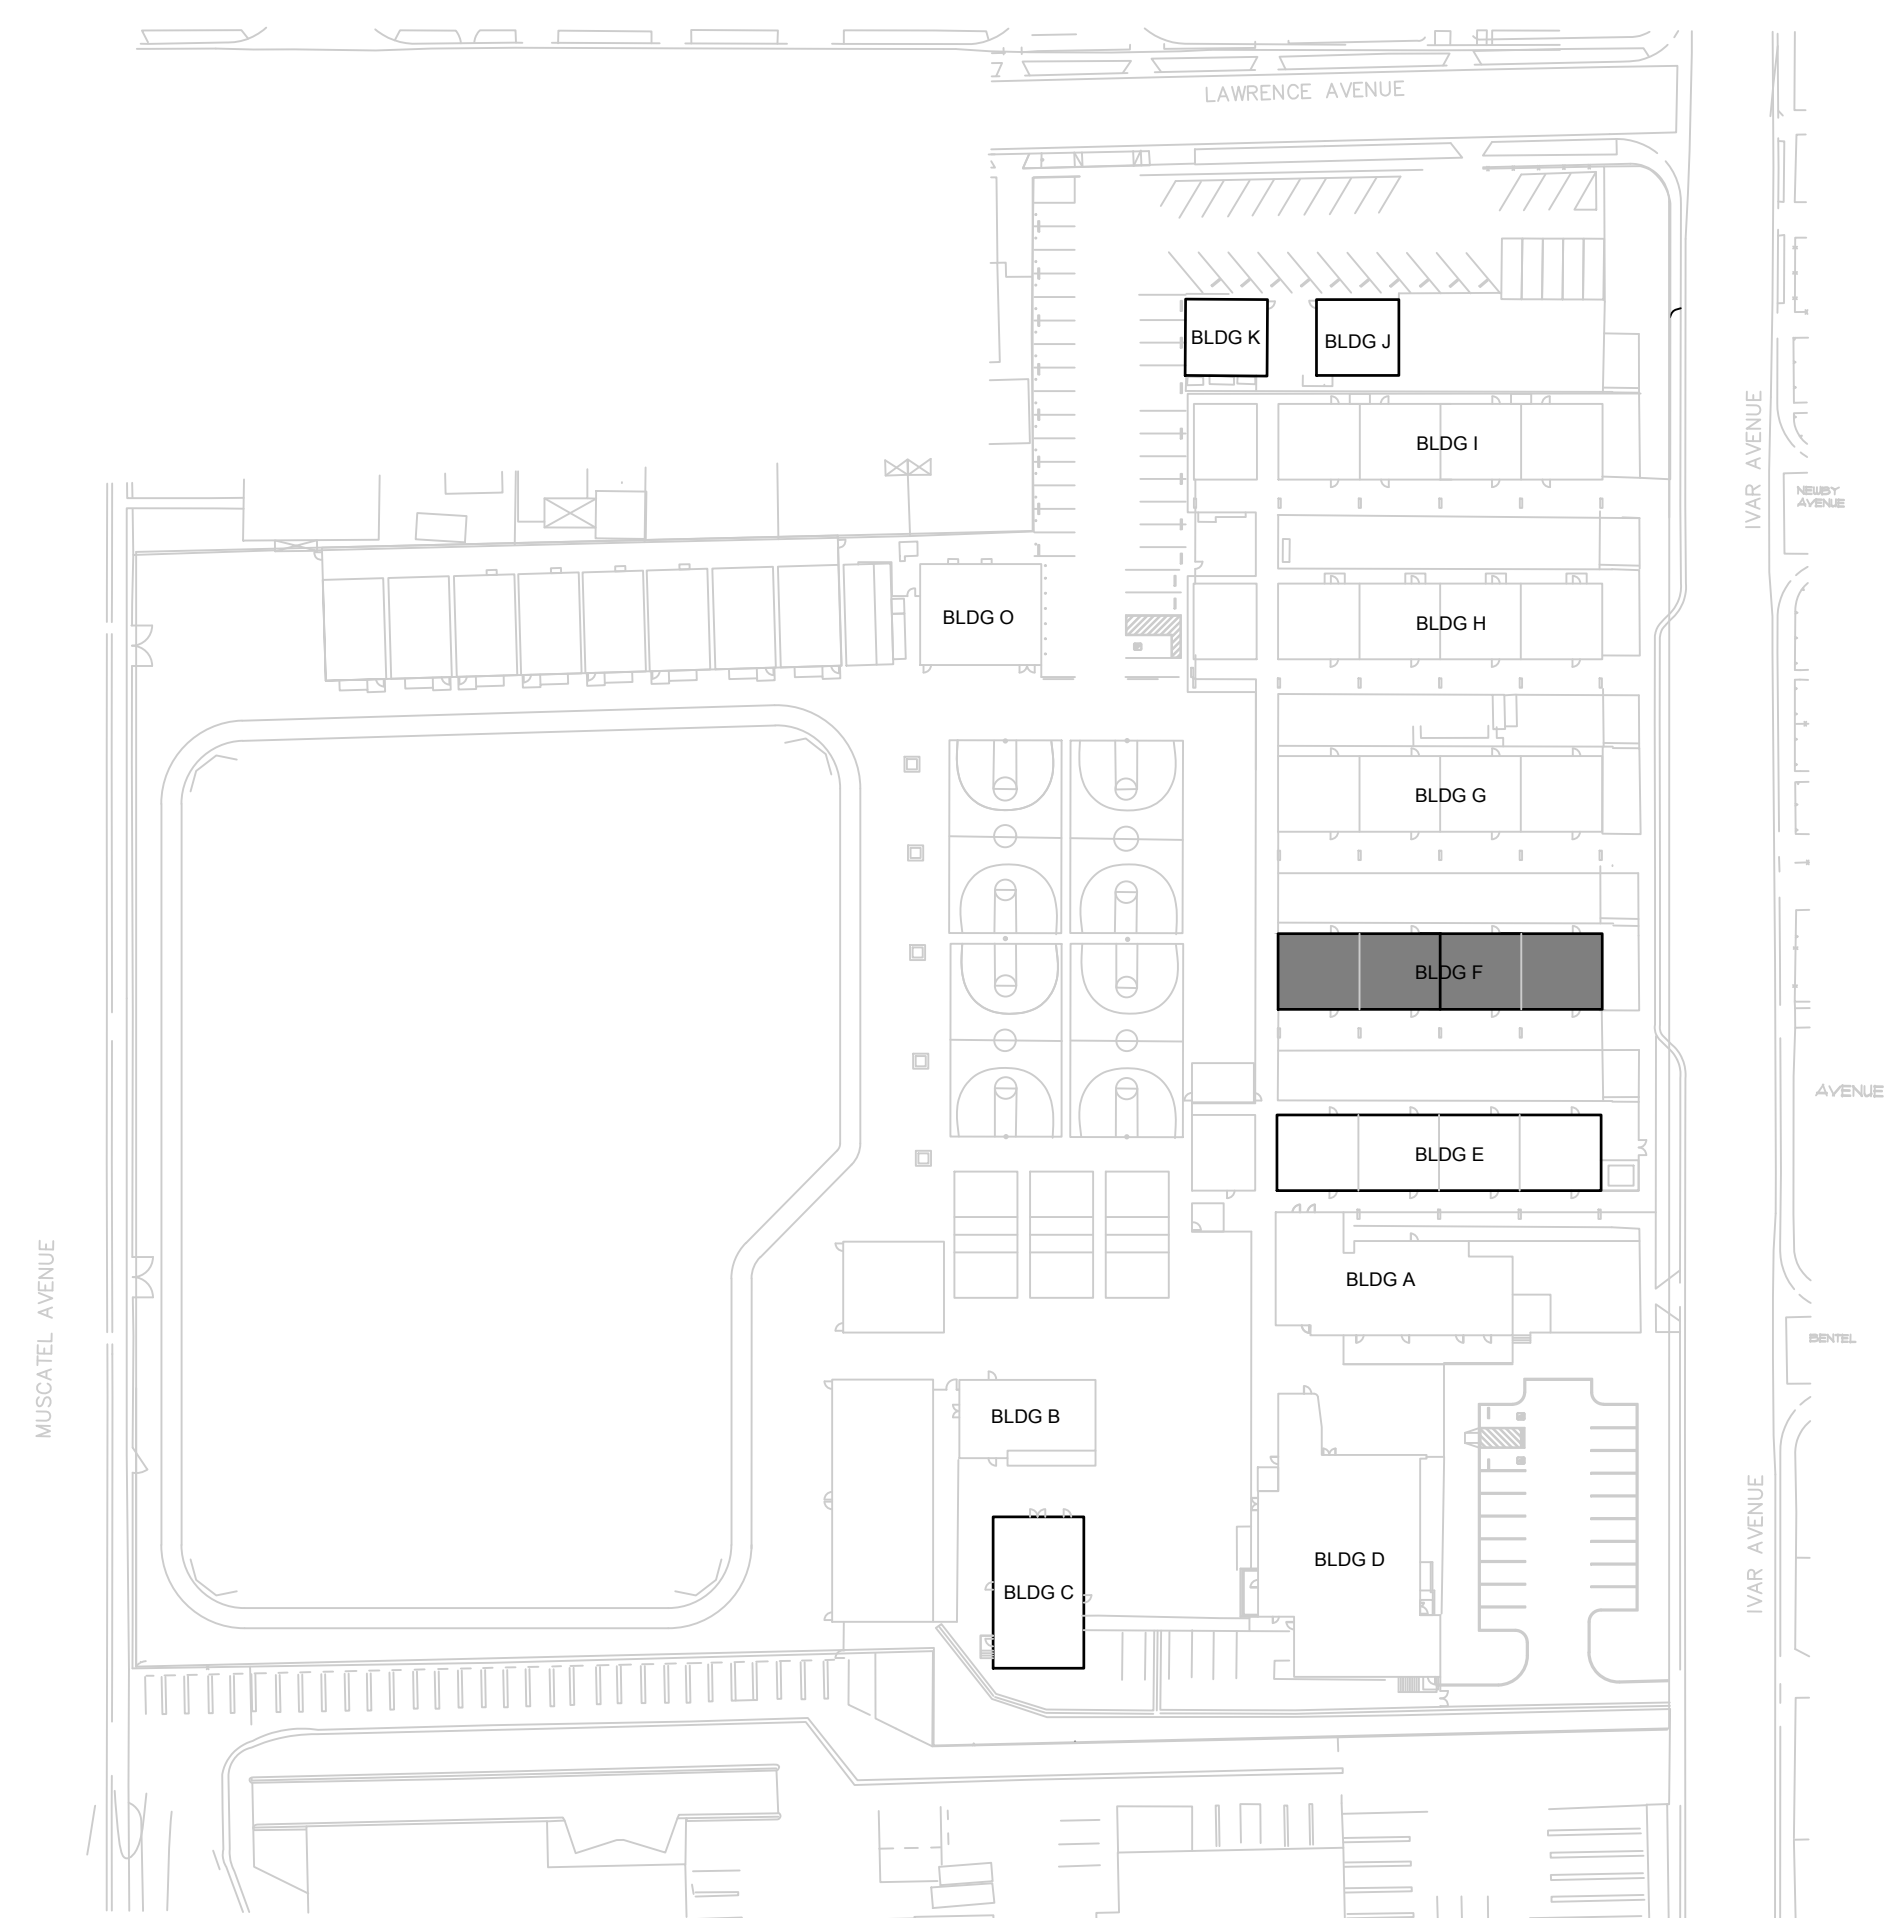 LAWRENCE AVENUE
BLDG K
BLDG J
IVAR AVENUE
BLDG I
NEWBY
AVENUE
BLDG O
BLDG H
BLDG G
BLDG F
AVENUE
BLDG E
BLDG A
MUSCATEL AVENUE
BENTEL
BLDG B
IVAR AVENUE
BLDG D
BLDG C